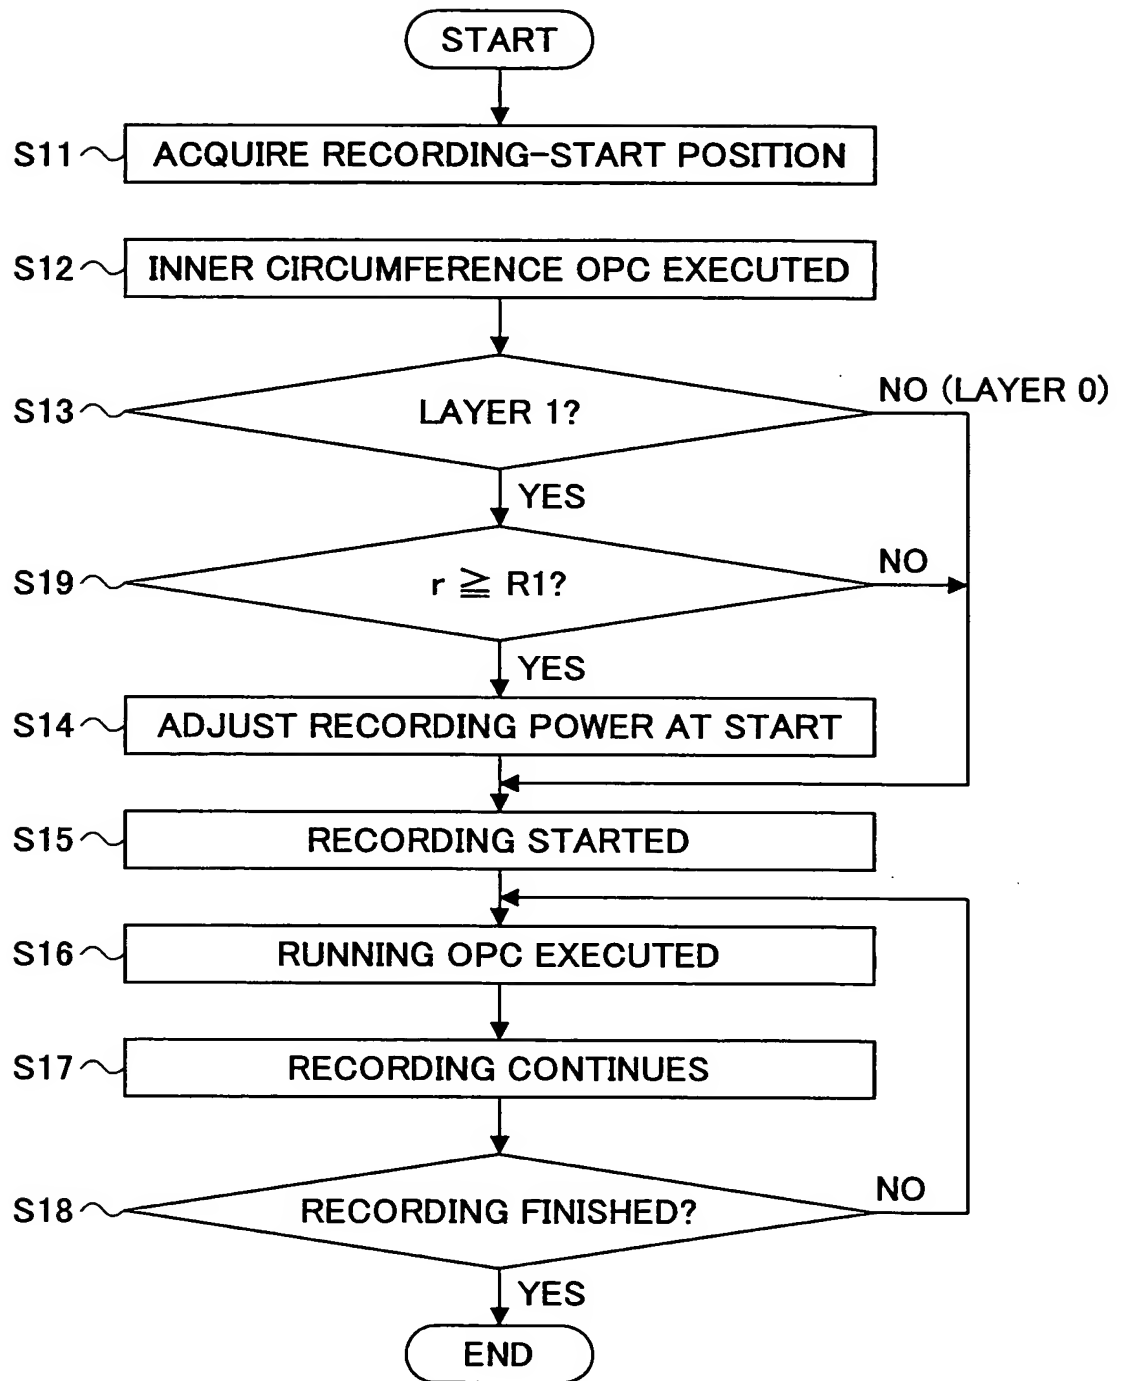 START
S11 ACQUIRE RECORDING-START POSITION
S12 INNER CIRCUMFERENCE OPC EXECUTED
NO (LAYER 0)
S13 LAYER 1?
YES
NO
S19 r ≧ R1?
YES
S14 ADJUST RECORDING POWER AT START
S15 RECORDING STARTED
S16 RUNNING OPC EXECUTED
S17 RECORDING CONTINUES
NO
S18 RECORDING FINISHED?
YES
END